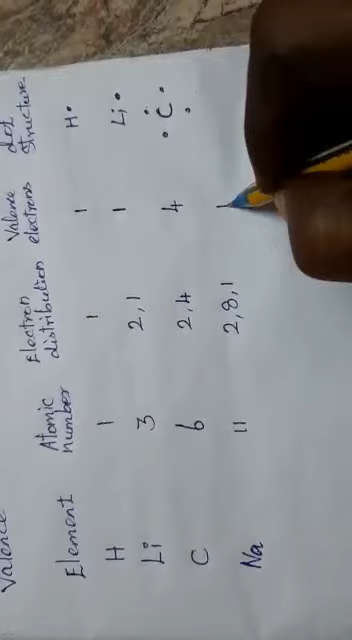 Valence
Element Atomic number Electron distribution Valence electrons dot structure
H 1 1 1 H
Li 3 2,1 1 Li
C 6 2,4 4 C
Na 11 2,8,1 1